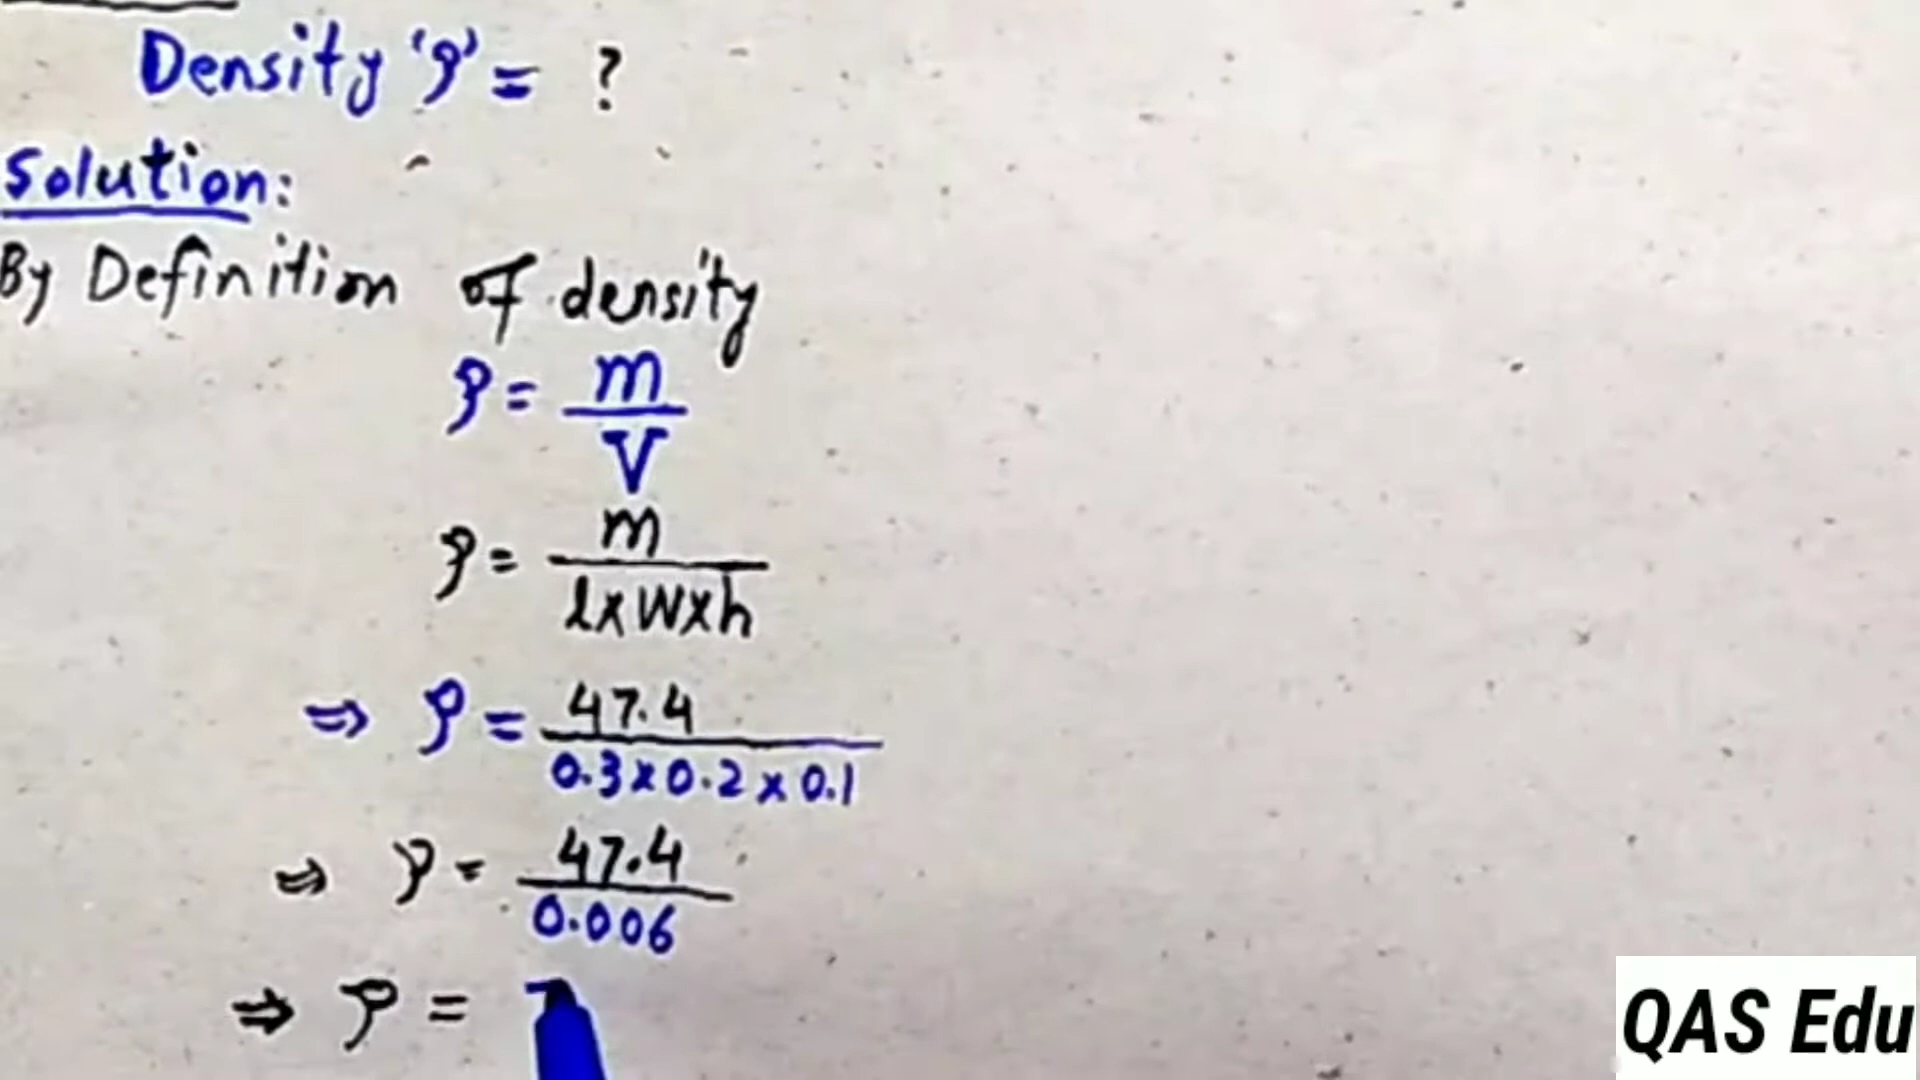 Density 'ρ' = ?
Solution:
By Definition of density
ρ = m
V
ρ = m
l x w x h
⇒ ρ = 47.4
0.3 x 0.2 x 0.1
⇒ ρ = 47.4
0.006
⇒ ρ =
QAS Edu